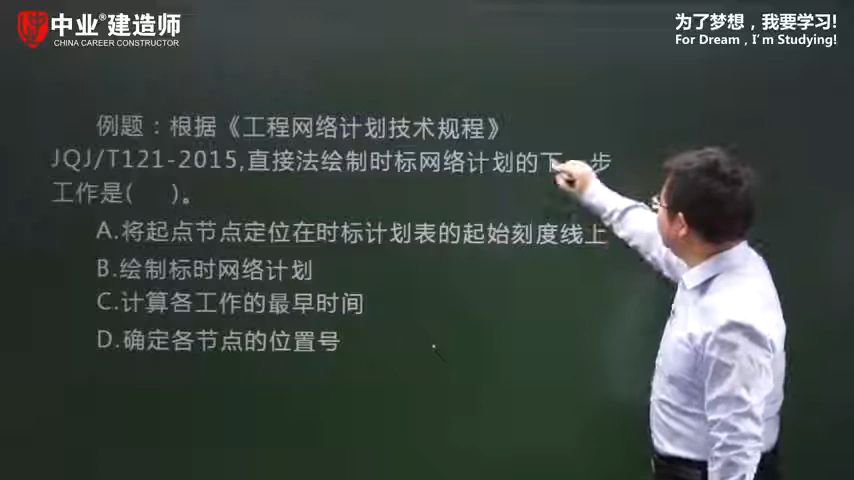 中业®建造师
CHINA CAREER CONSTRUCTOR
为了梦想，我要学习!
For Dream , I'm Studying!
例题：根据《工程网络计划技术规程》
JQJ/T121-2015,直接法绘制时标网络计划的下一步
工作是(    )。
A.将起点节点定位在时标计划表的起始刻度线上
B.绘制标时网络计划
C.计算各工作的最早时间
D.确定各节点的位置号